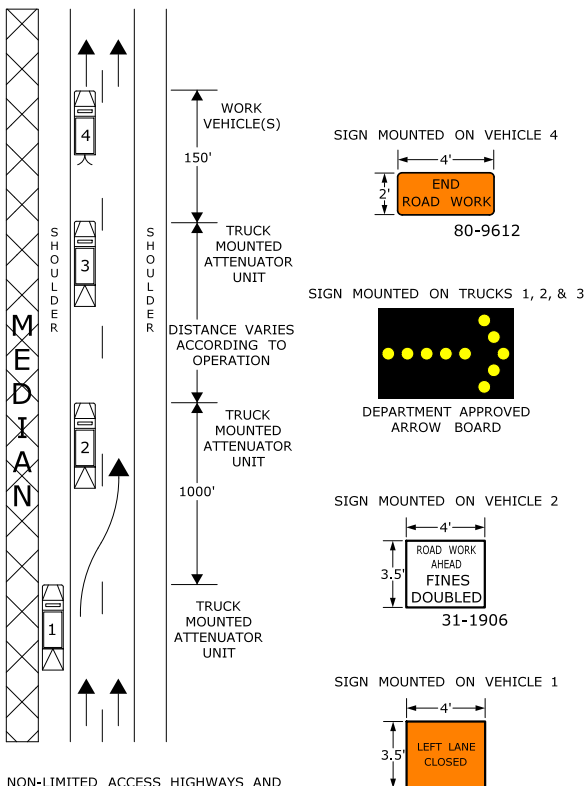 WORK
VEHICLE(S)
4
150'
SHOULDER
SHOULDER
3
TRUCK
MOUNTED
ATTENUATOR
UNIT
MEDIAN
DISTANCE VARIES
ACCORDING TO
OPERATION
2
TRUCK
MOUNTED
ATTENUATOR
UNIT
1000'
1
TRUCK
MOUNTED
ATTENUATOR
UNIT
NON-LIMITED ACCESS HIGHWAYS AND
SIGN MOUNTED ON VEHICLE 4
4'
2'
END
ROAD WORK
80-9612
SIGN MOUNTED ON TRUCKS 1, 2, & 3
DEPARTMENT APPROVED
ARROW BOARD
SIGN MOUNTED ON VEHICLE 2
4'
3.5'
ROAD WORK
AHEAD
FINES
DOUBLED
31-1906
SIGN MOUNTED ON VEHICLE 1
4'
3.5'
LEFT LANE
CLOSED